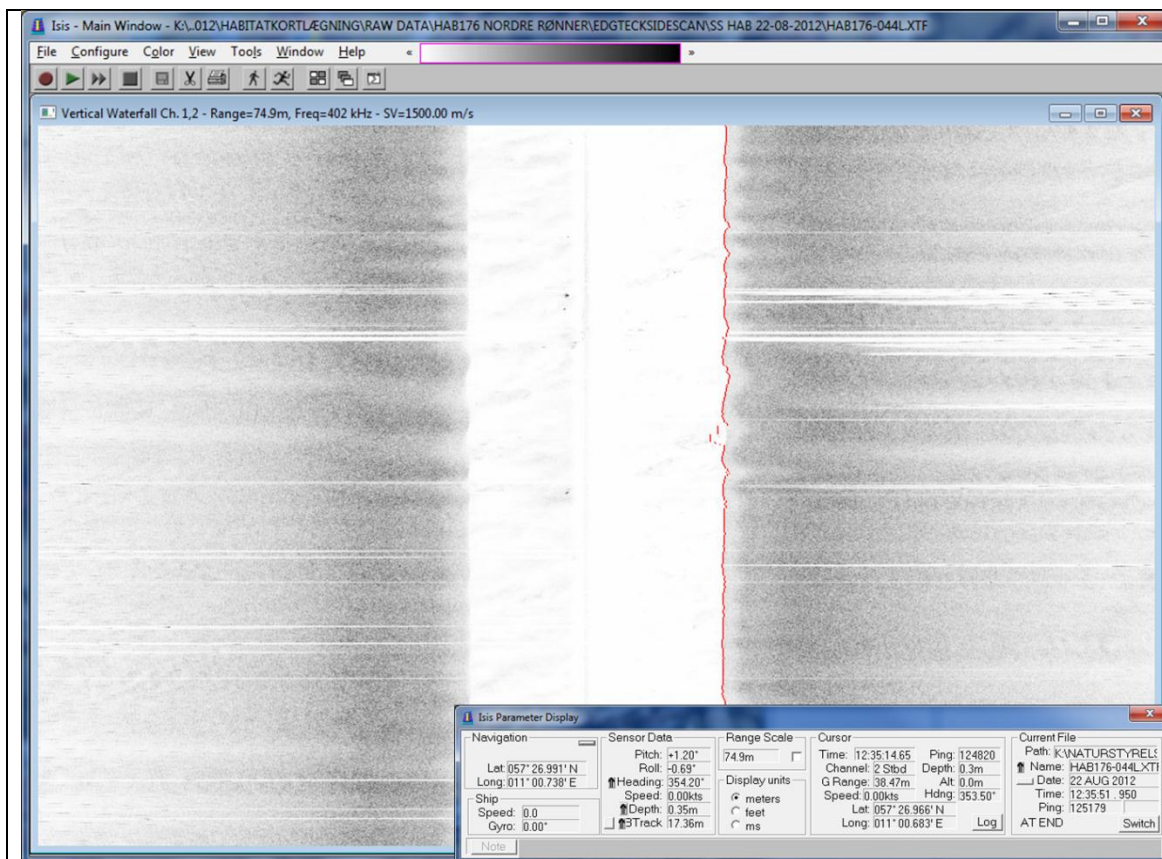 Isis - Main Window - K:\..012\HABITATKORTLÆGNING\RAW DATA\HAB176 NORDRE RØNNER\EDGTECKSIDESCAN\SS HAB 22-08-2012\HAB176-044L.XTF
File Configure Color View Tools Window Help « »
Vertical Waterfall Ch. 1,2 - Range=74.9m, Freq=402 kHz - SV=1500.00 m/s
Isis Parameter Display
Navigation
Lat: 057° 26.991' N
Long: 011° 00.738' E
Ship
Speed: 0.0
Gyro: 0.00°
Sensor Data
Pitch: +1.20°
Roll: -0.69°
Heading: 354.20°
Speed: 0.00kts
Depth: 0.35m
BTrack 17.36m
Range Scale
74.9m
Display units
meters
feet
ms
Cursor
Time: 12:35:14.65 Ping: 124820
Channel: 2 Stbd Depth: 0.3m
G Range: 38.47m Alt: 0.0m
Speed: 0.00kts Hdng: 353.50°
Lat: 057° 26.966' N
Long: 011° 00.683' E Log
Current File
Path: K:\NATURSTYRELS
Name: HAB176-044L.XTF
Date: 22 AUG 2012
Time: 12:35:51 .950
Ping: 125179
AT END Switch
Note